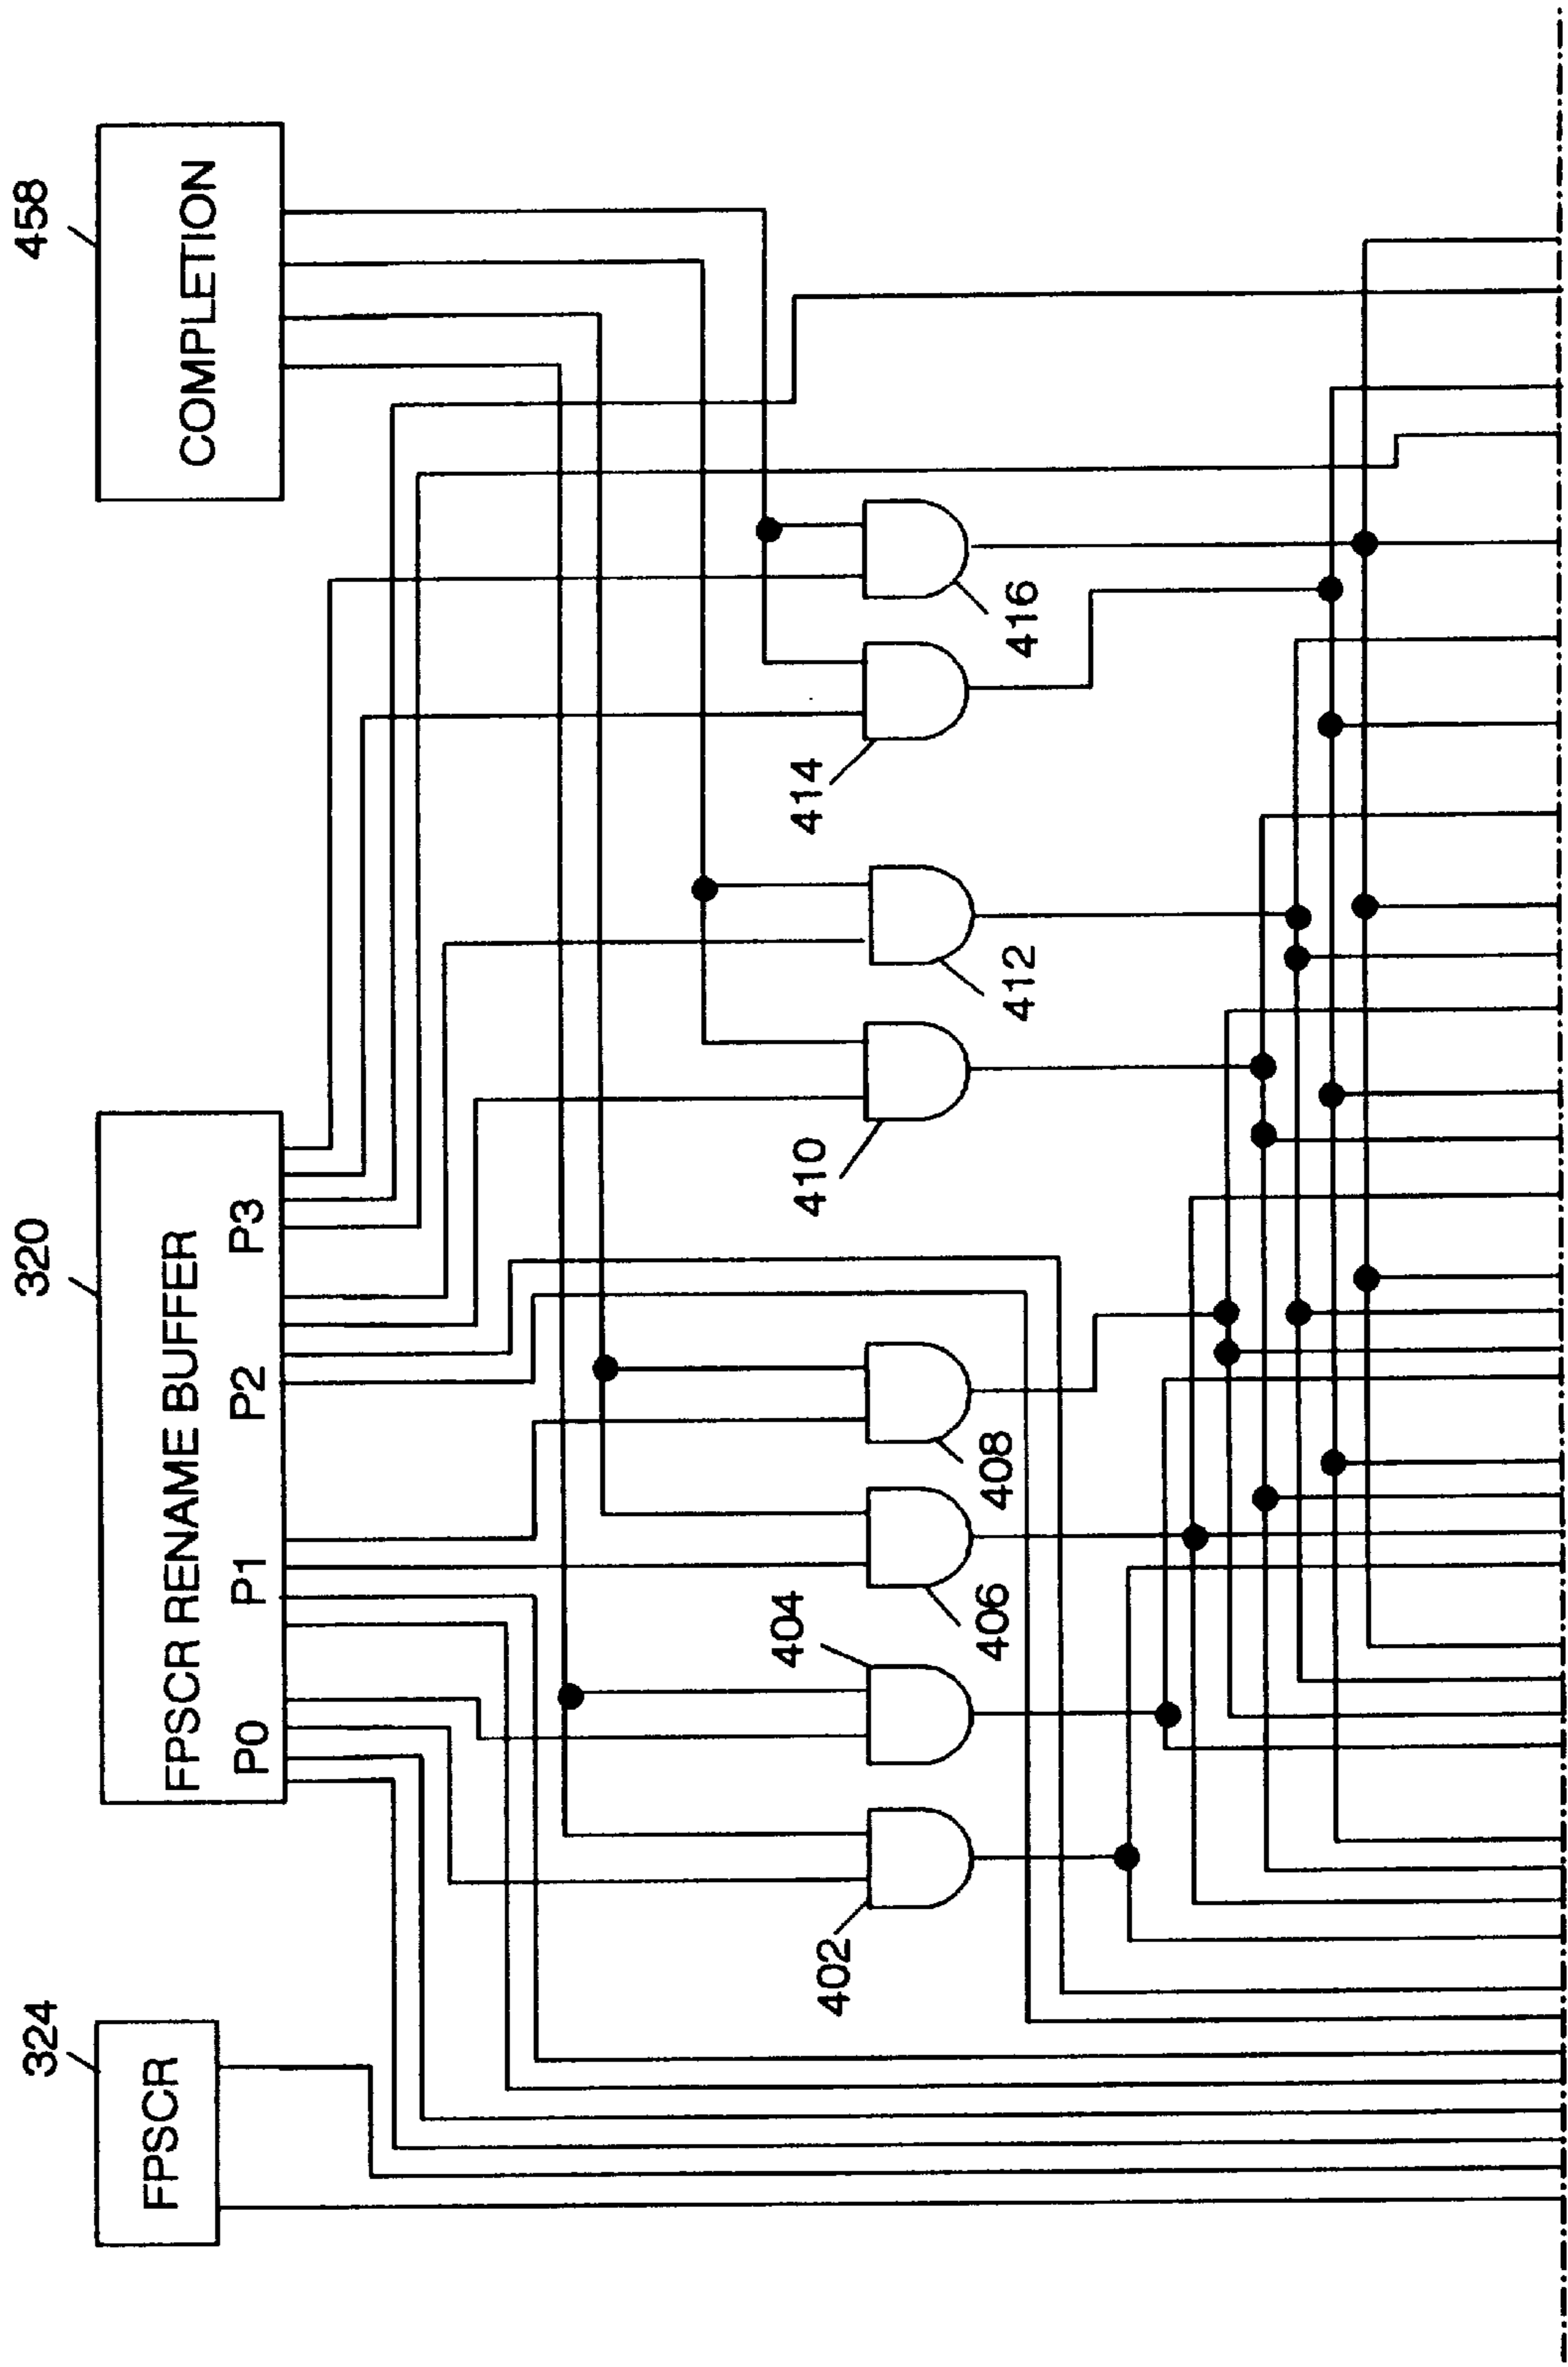 324
FPSCR
320
FPSCR RENAME BUFFER
P0 P1 P2 P3
458
COMPLETION
402
404
406
408
410
412
414
416